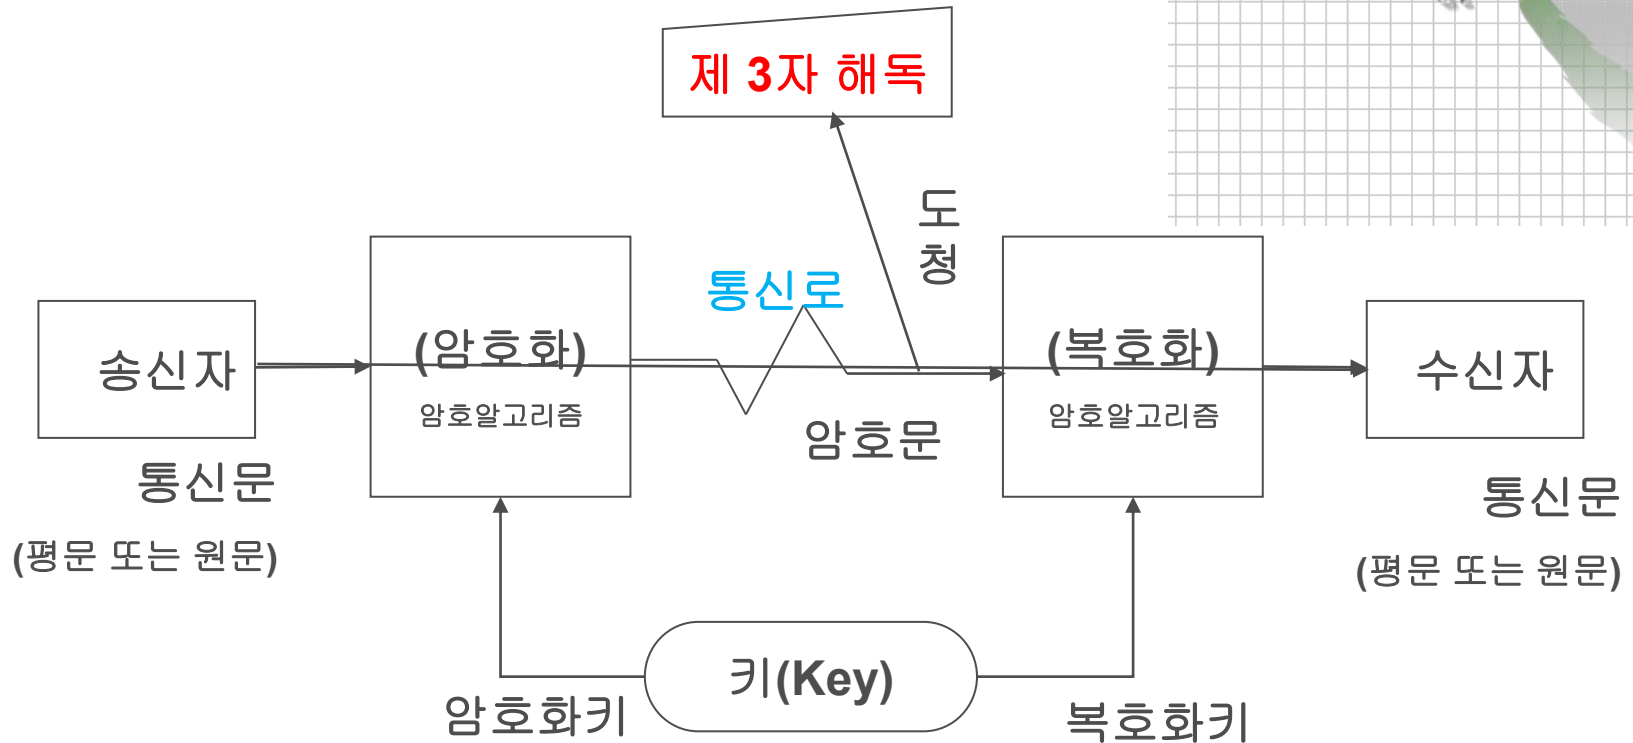 제 3자 해독
도
청
통신로
송신자
(암호화)
암호알고리즘
(복호화)
암호알고리즘
수신자
암호문
통신문
(평문 또는 원문)
통신문
(평문 또는 원문)
키(Key)
암호화키
복호화키